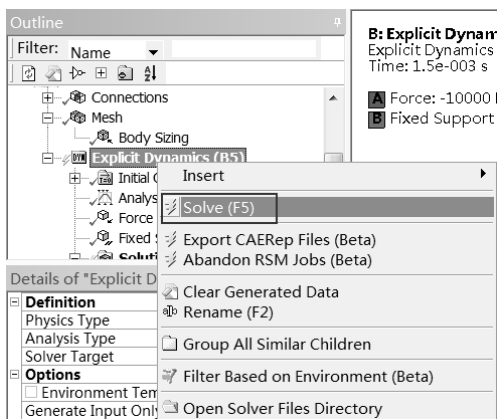 Outline
Filter: Name
Connections
Mesh
Body Sizing
Explicit Dynamics (B5)
Initial
Force
Fixed
Details of "Explicit D
Definition
Physics Type
Analysis Type
Solver Target
Options
Environment
Generate Input
Insert
Solve (F5)
Export CAERep Files (Beta)
Abandon RSM Jobs (Beta)
Clear Generated Data
Rename (F2)
Group All Similar Children
Filter Based on Environment (Beta)
Open Solver Files Directory
B: Explicit Dynam
Explicit Dynamics
Time: 1.5e-003 s
A Force: -10000
B Fixed Support